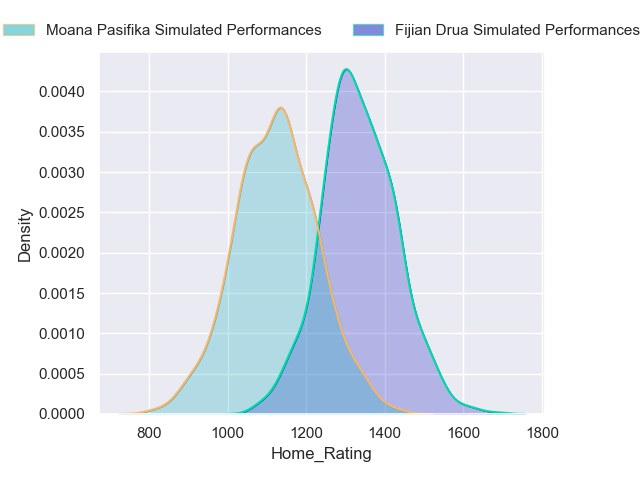 Moana Pasifika Simulated Performances Fijian Drua Simulated Performances
0.0040
0.0035
0.0030
0.0025
0.0020
0.0015
0.0010
0.0005
0.0000
Density
800 1000 1200 1400 1600 1800
Home_Rating